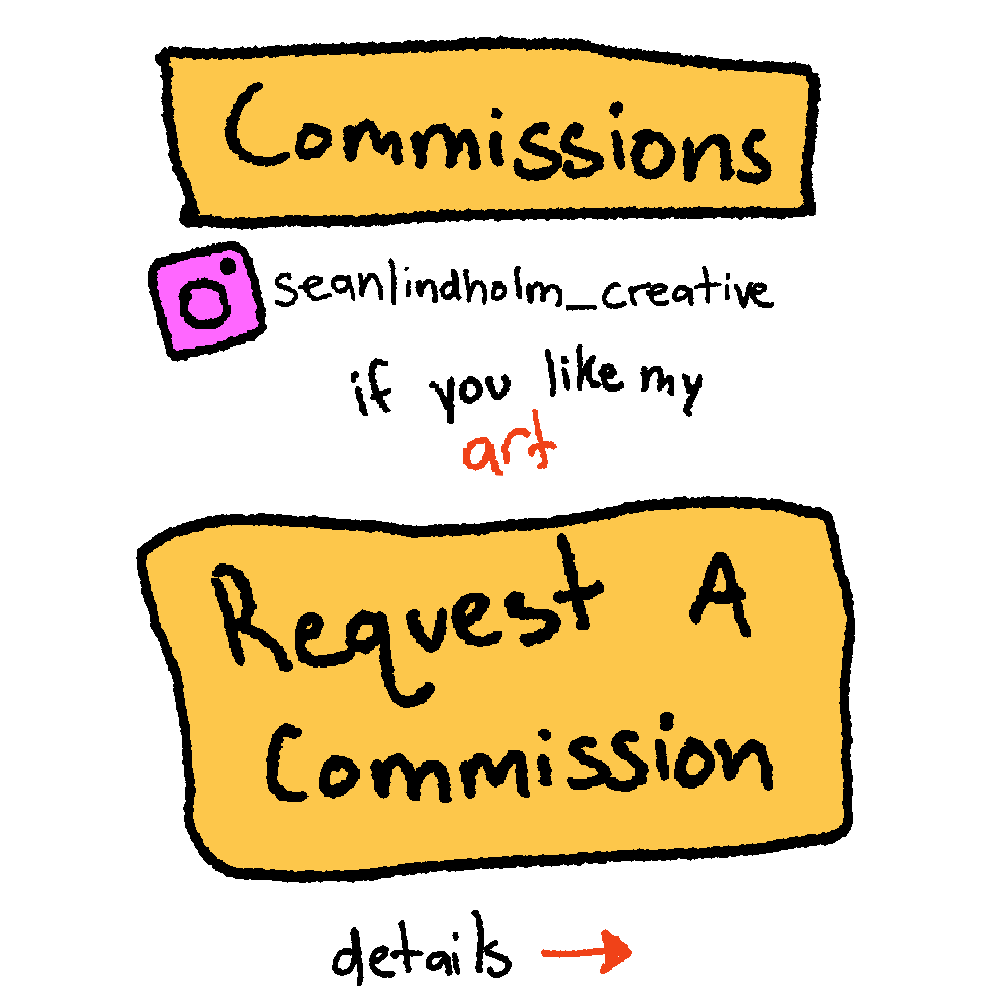 Commissions
seanlindholm_creative
if you like my
art
Request A
Commission
details →